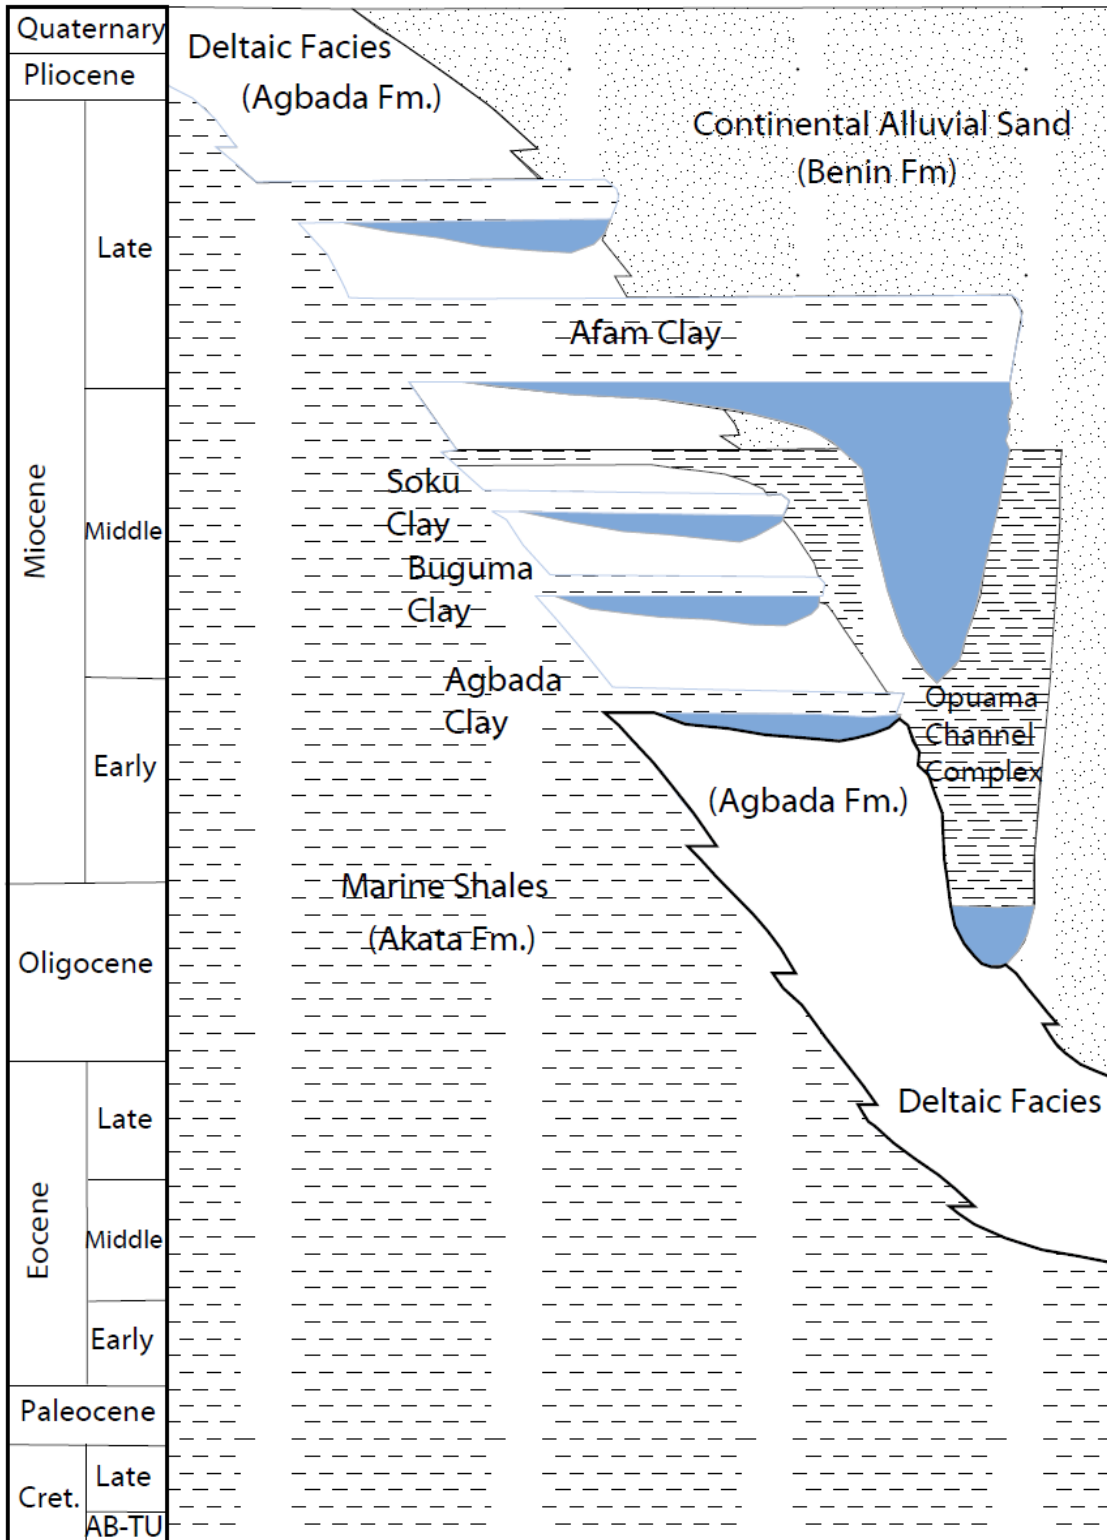 Quaternary
Pliocene
Miocene
Late
Middle
Early
Oligocene
Eocene
Late
Middle
Early
Paleocene
Cret.
Late
AB-TU
Deltaic Facies
(Agbada Fm.)
Continental Alluvial Sand
(Benin Fm)
Afam Clay
Soku
Clay
Buguma
Clay
Agbada
Clay
Opuama
Channel
Complex
(Agbada Fm.)
Marine Shales
(Akata Fm.)
Deltaic Facies